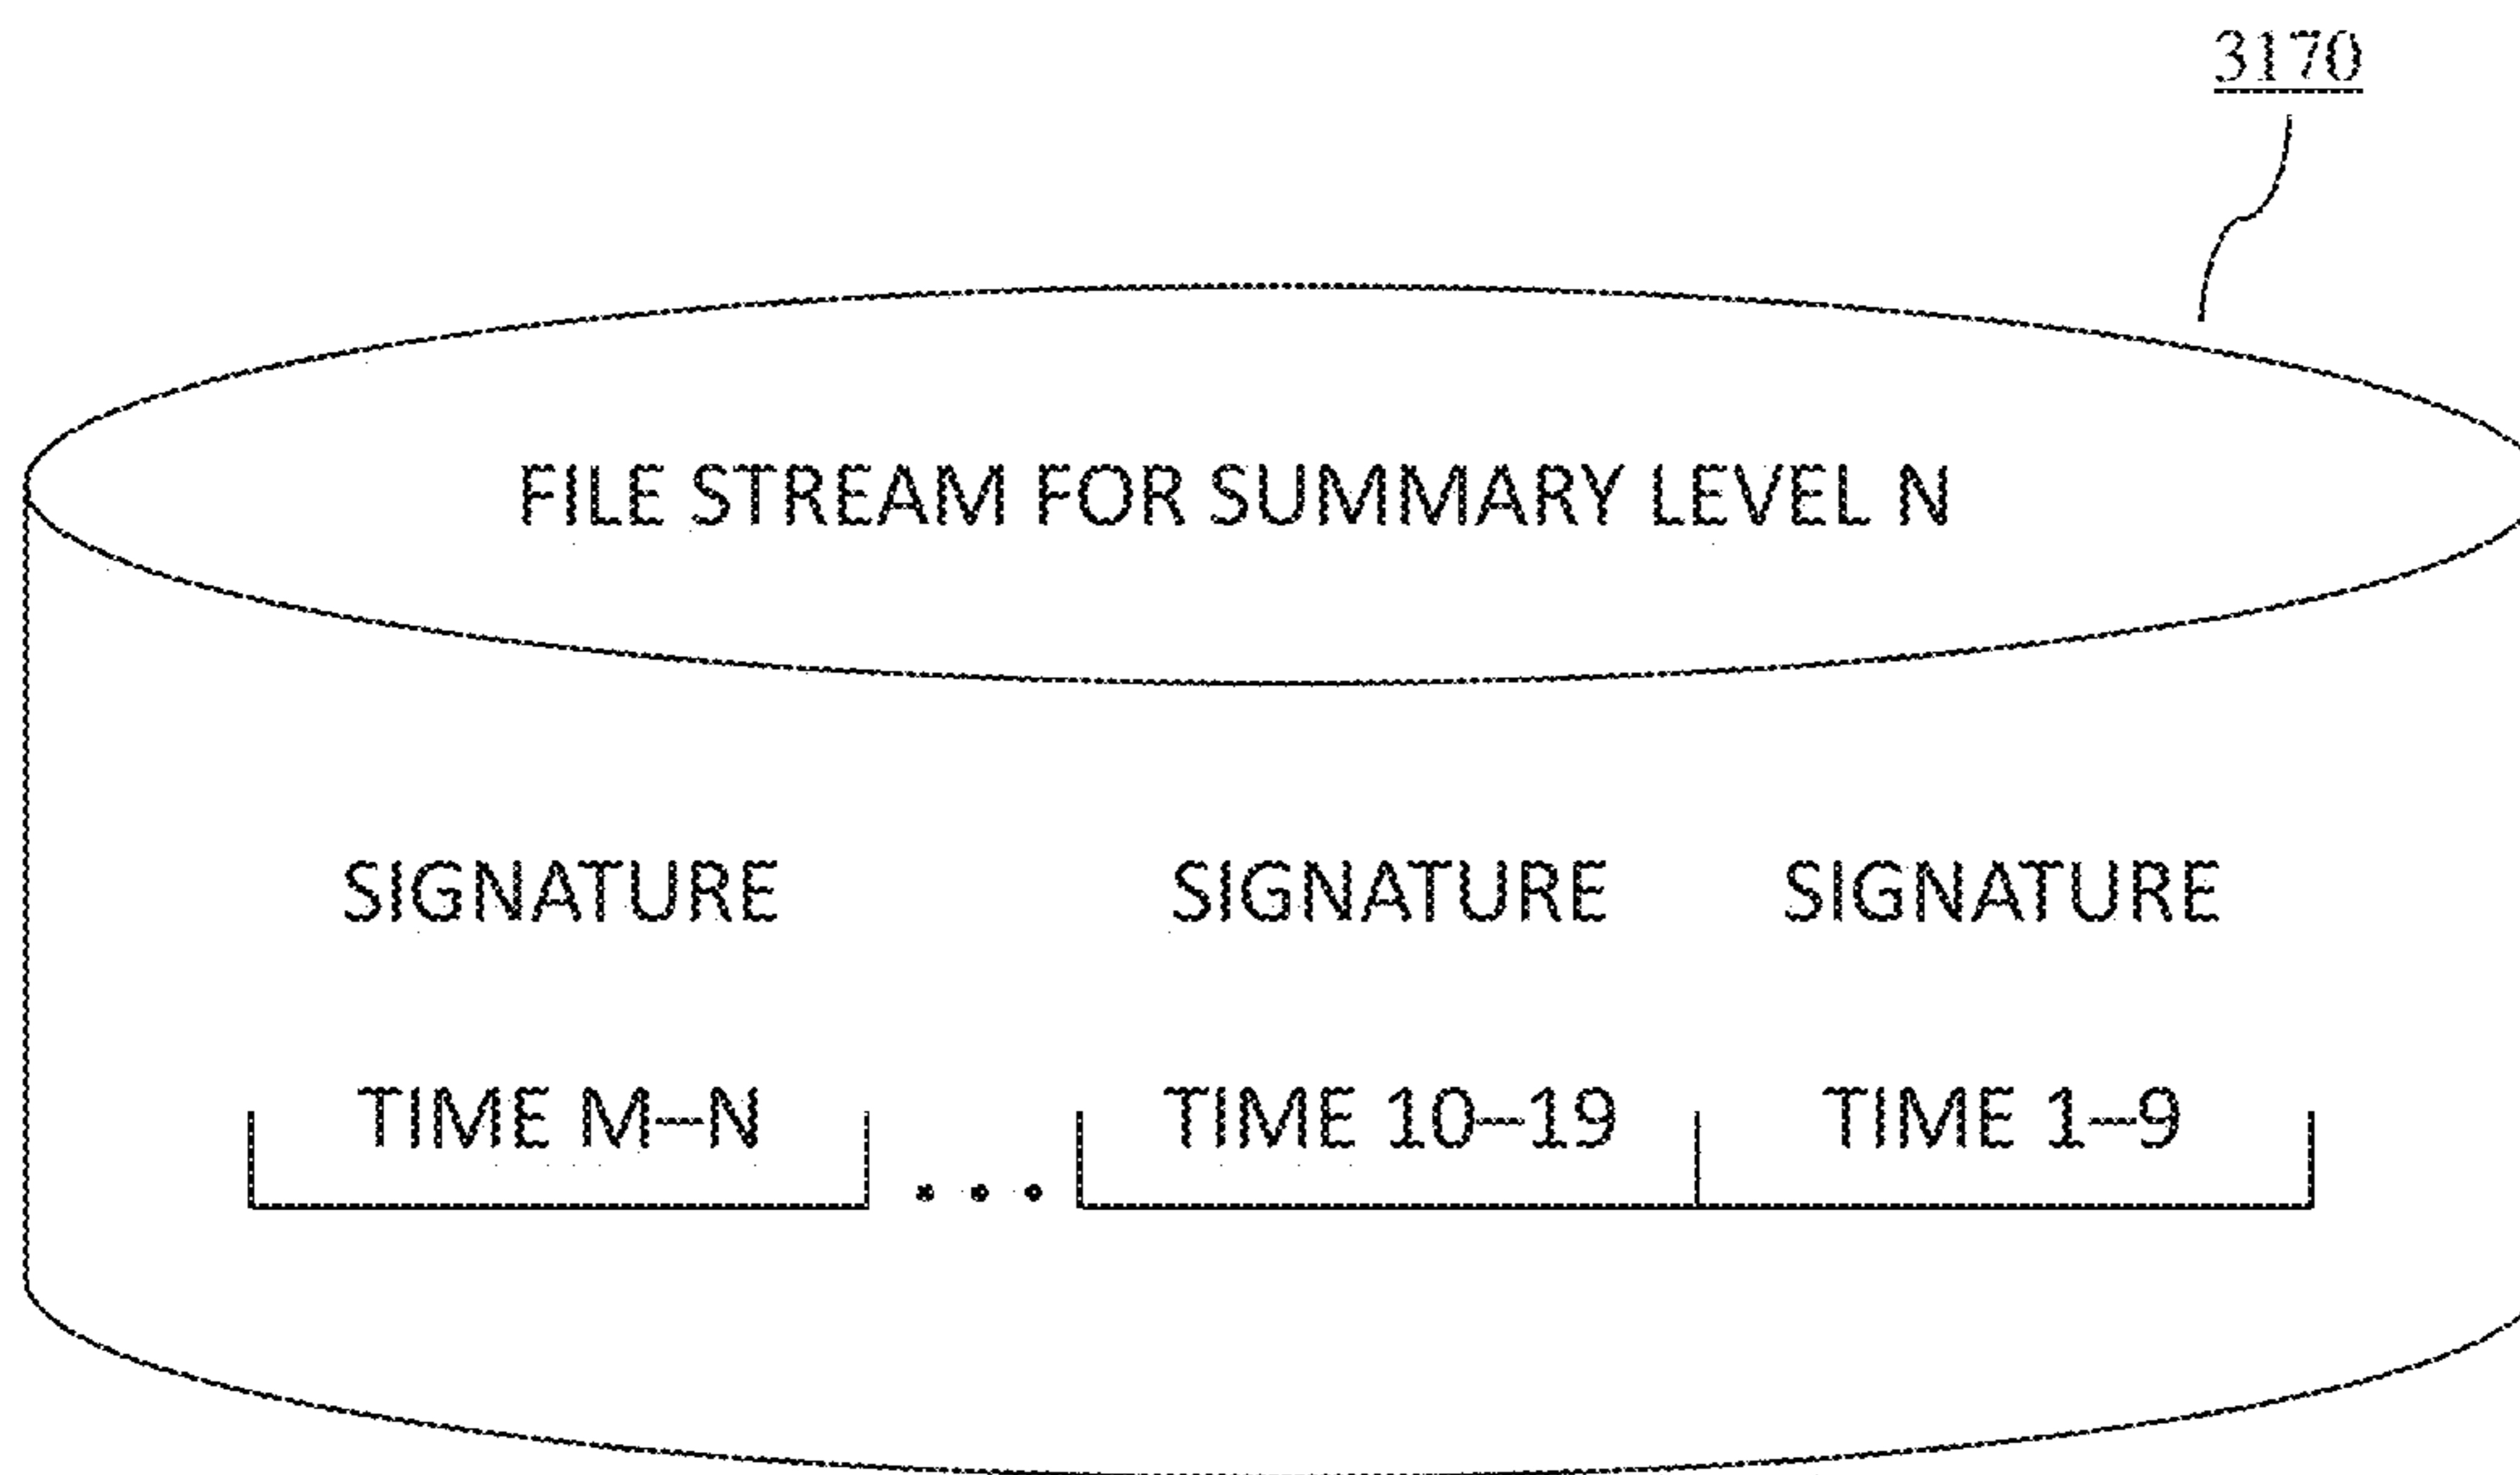 3170
FILE STREAM FOR SUMMARY LEVEL N
SIGNATURE SIGNATURE SIGNATURE
TIME M–N TIME 10–19 TIME 1–9